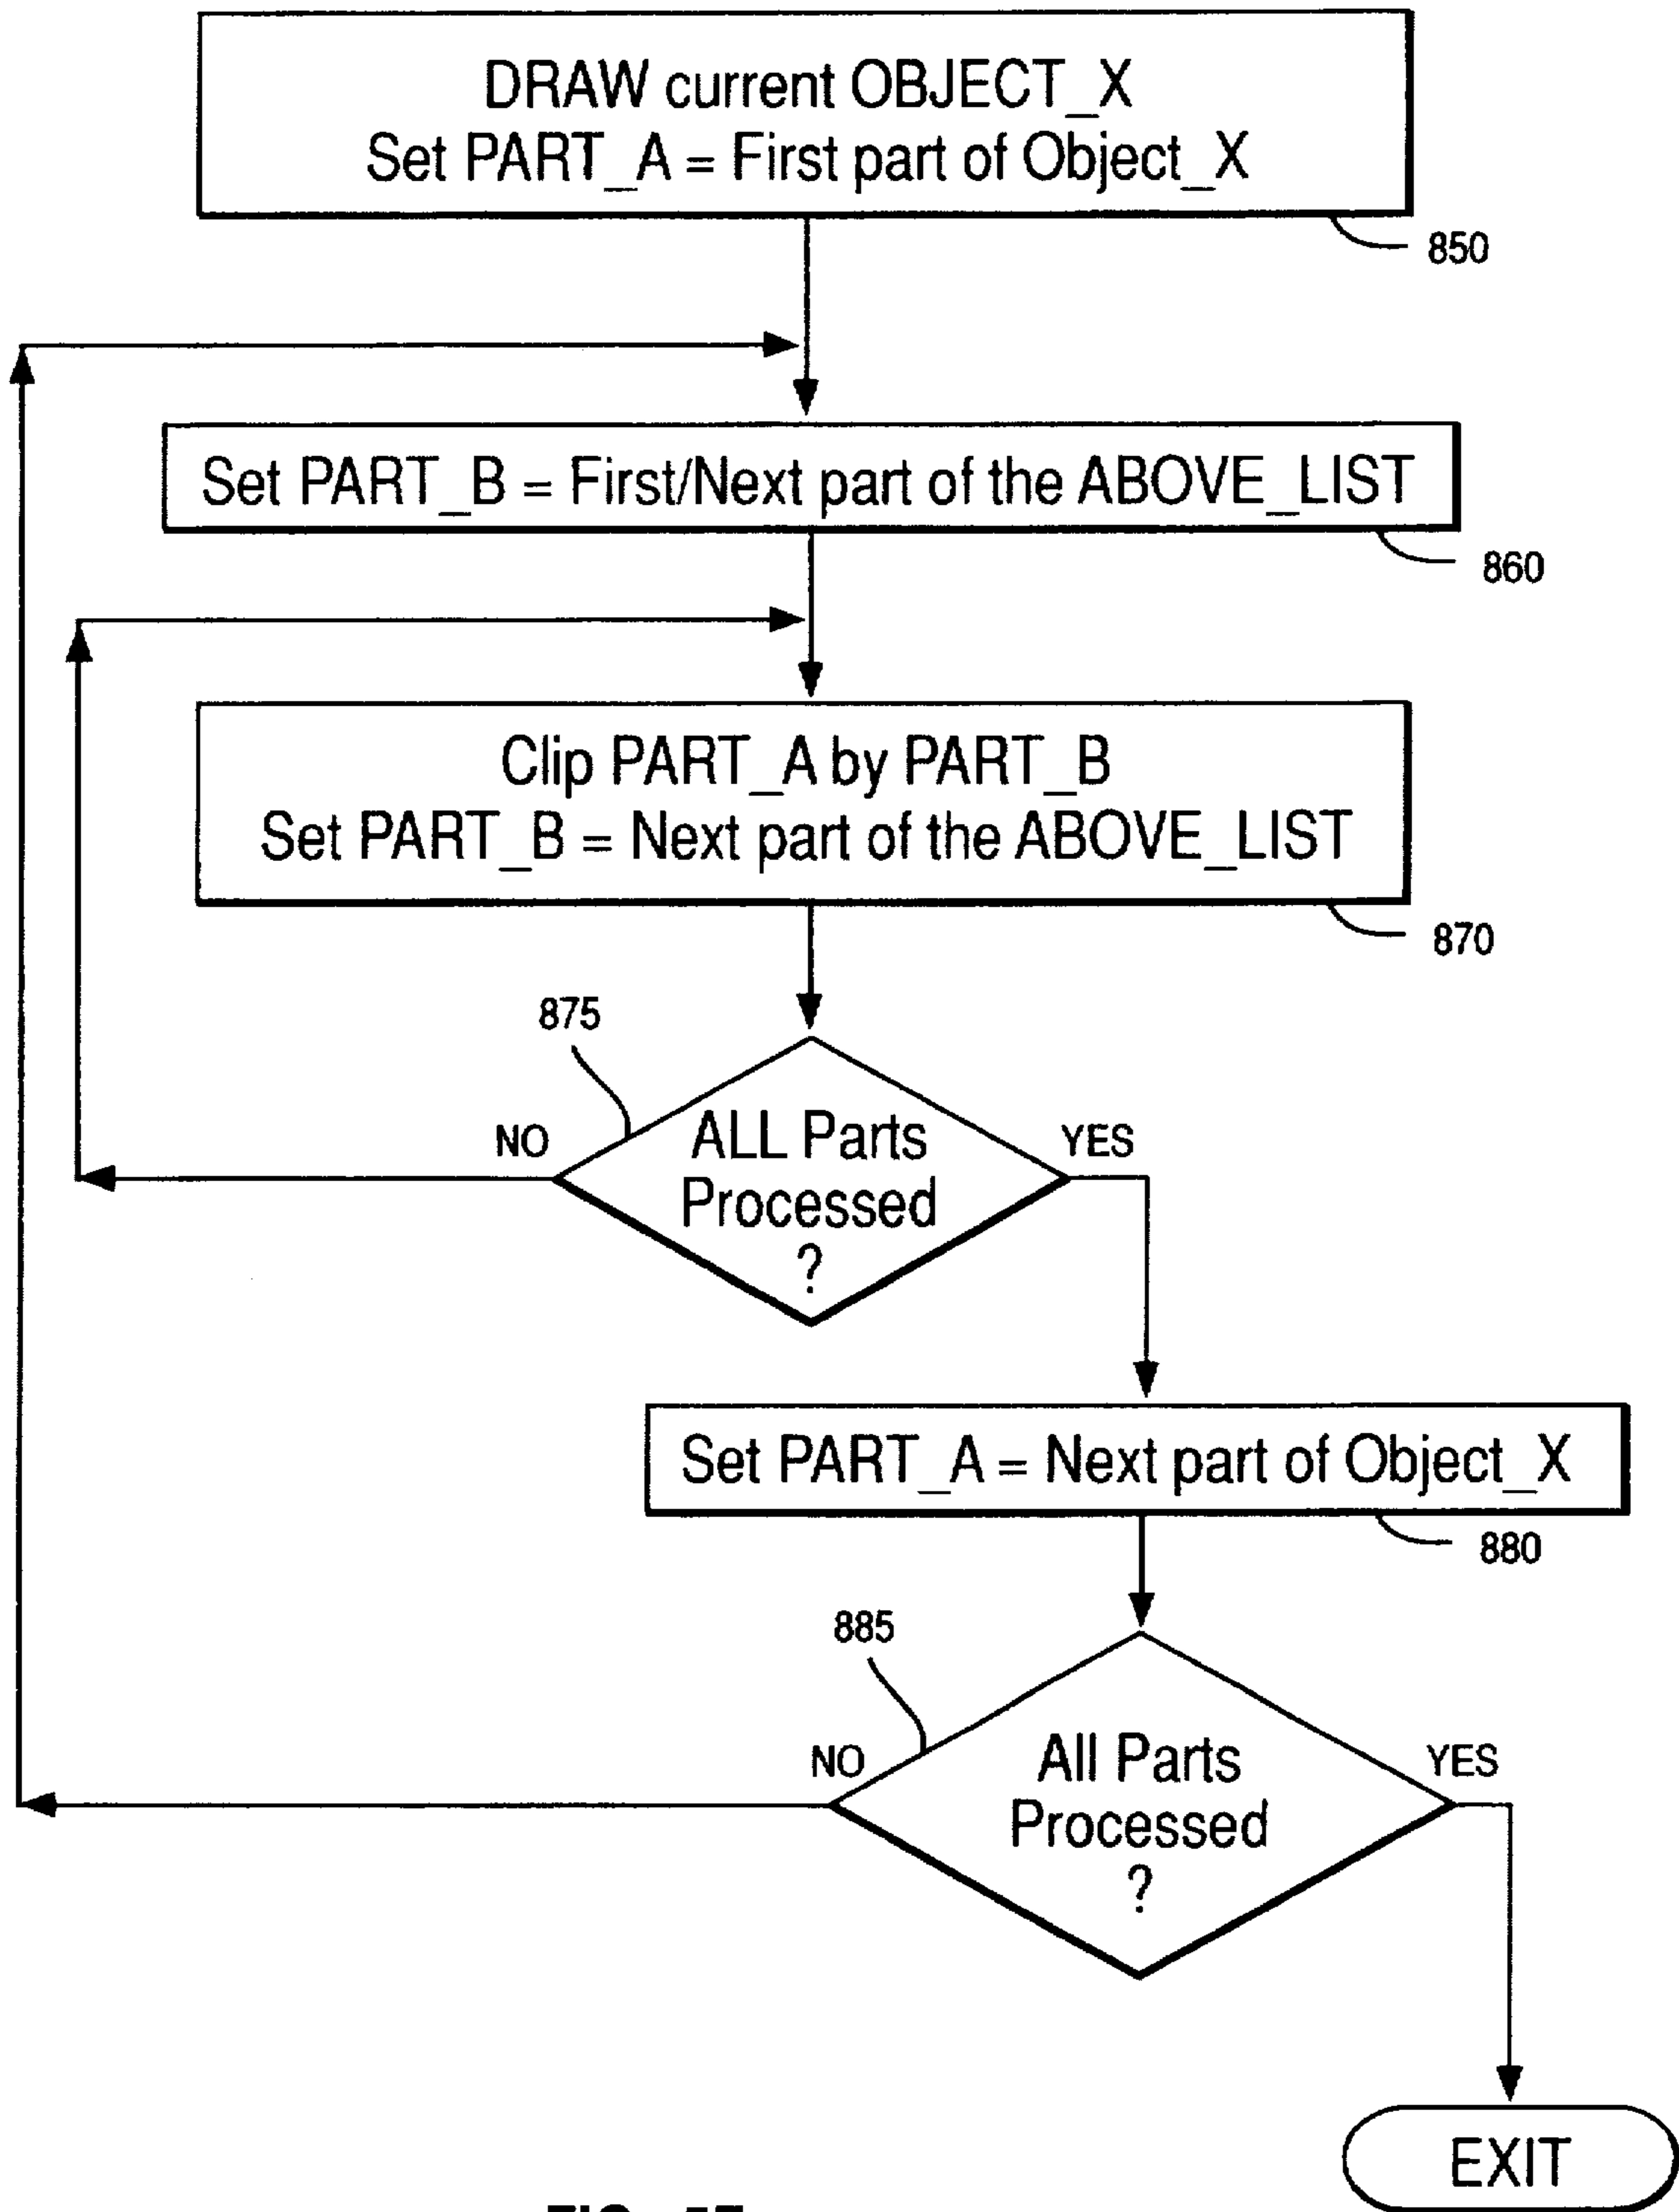 DRAW current OBJECT_X
Set PART_A = First part of Object_X
850
Set PART_B = First/Next part of the ABOVE_LIST
860
Clip PART_A by PART_B
Set PART_B = Next part of the ABOVE_LIST
870
875
NO
YES
ALL Parts
Processed
?
Set PART_A = Next part of Object_X
880
885
NO
YES
All Parts
Processed
?
EXIT